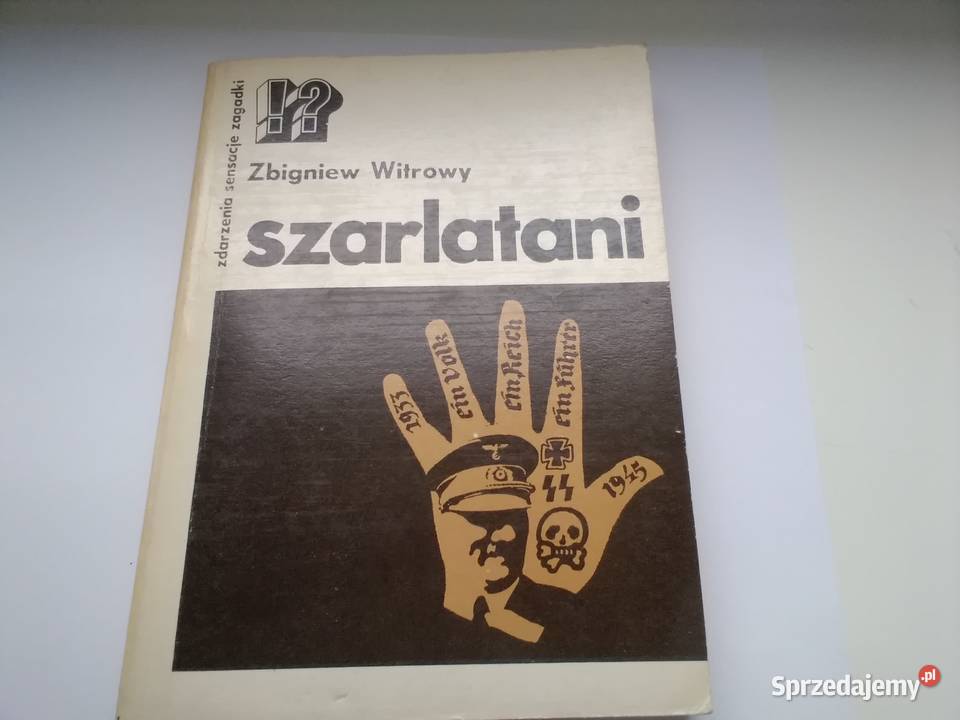 zdarzenia sensacje zagadki
!?
Zbigniew Witrowy
szarlatani
1933
ein Volk
ein Reich
ein Führer
1945
SS
Sprzedajemy.pl